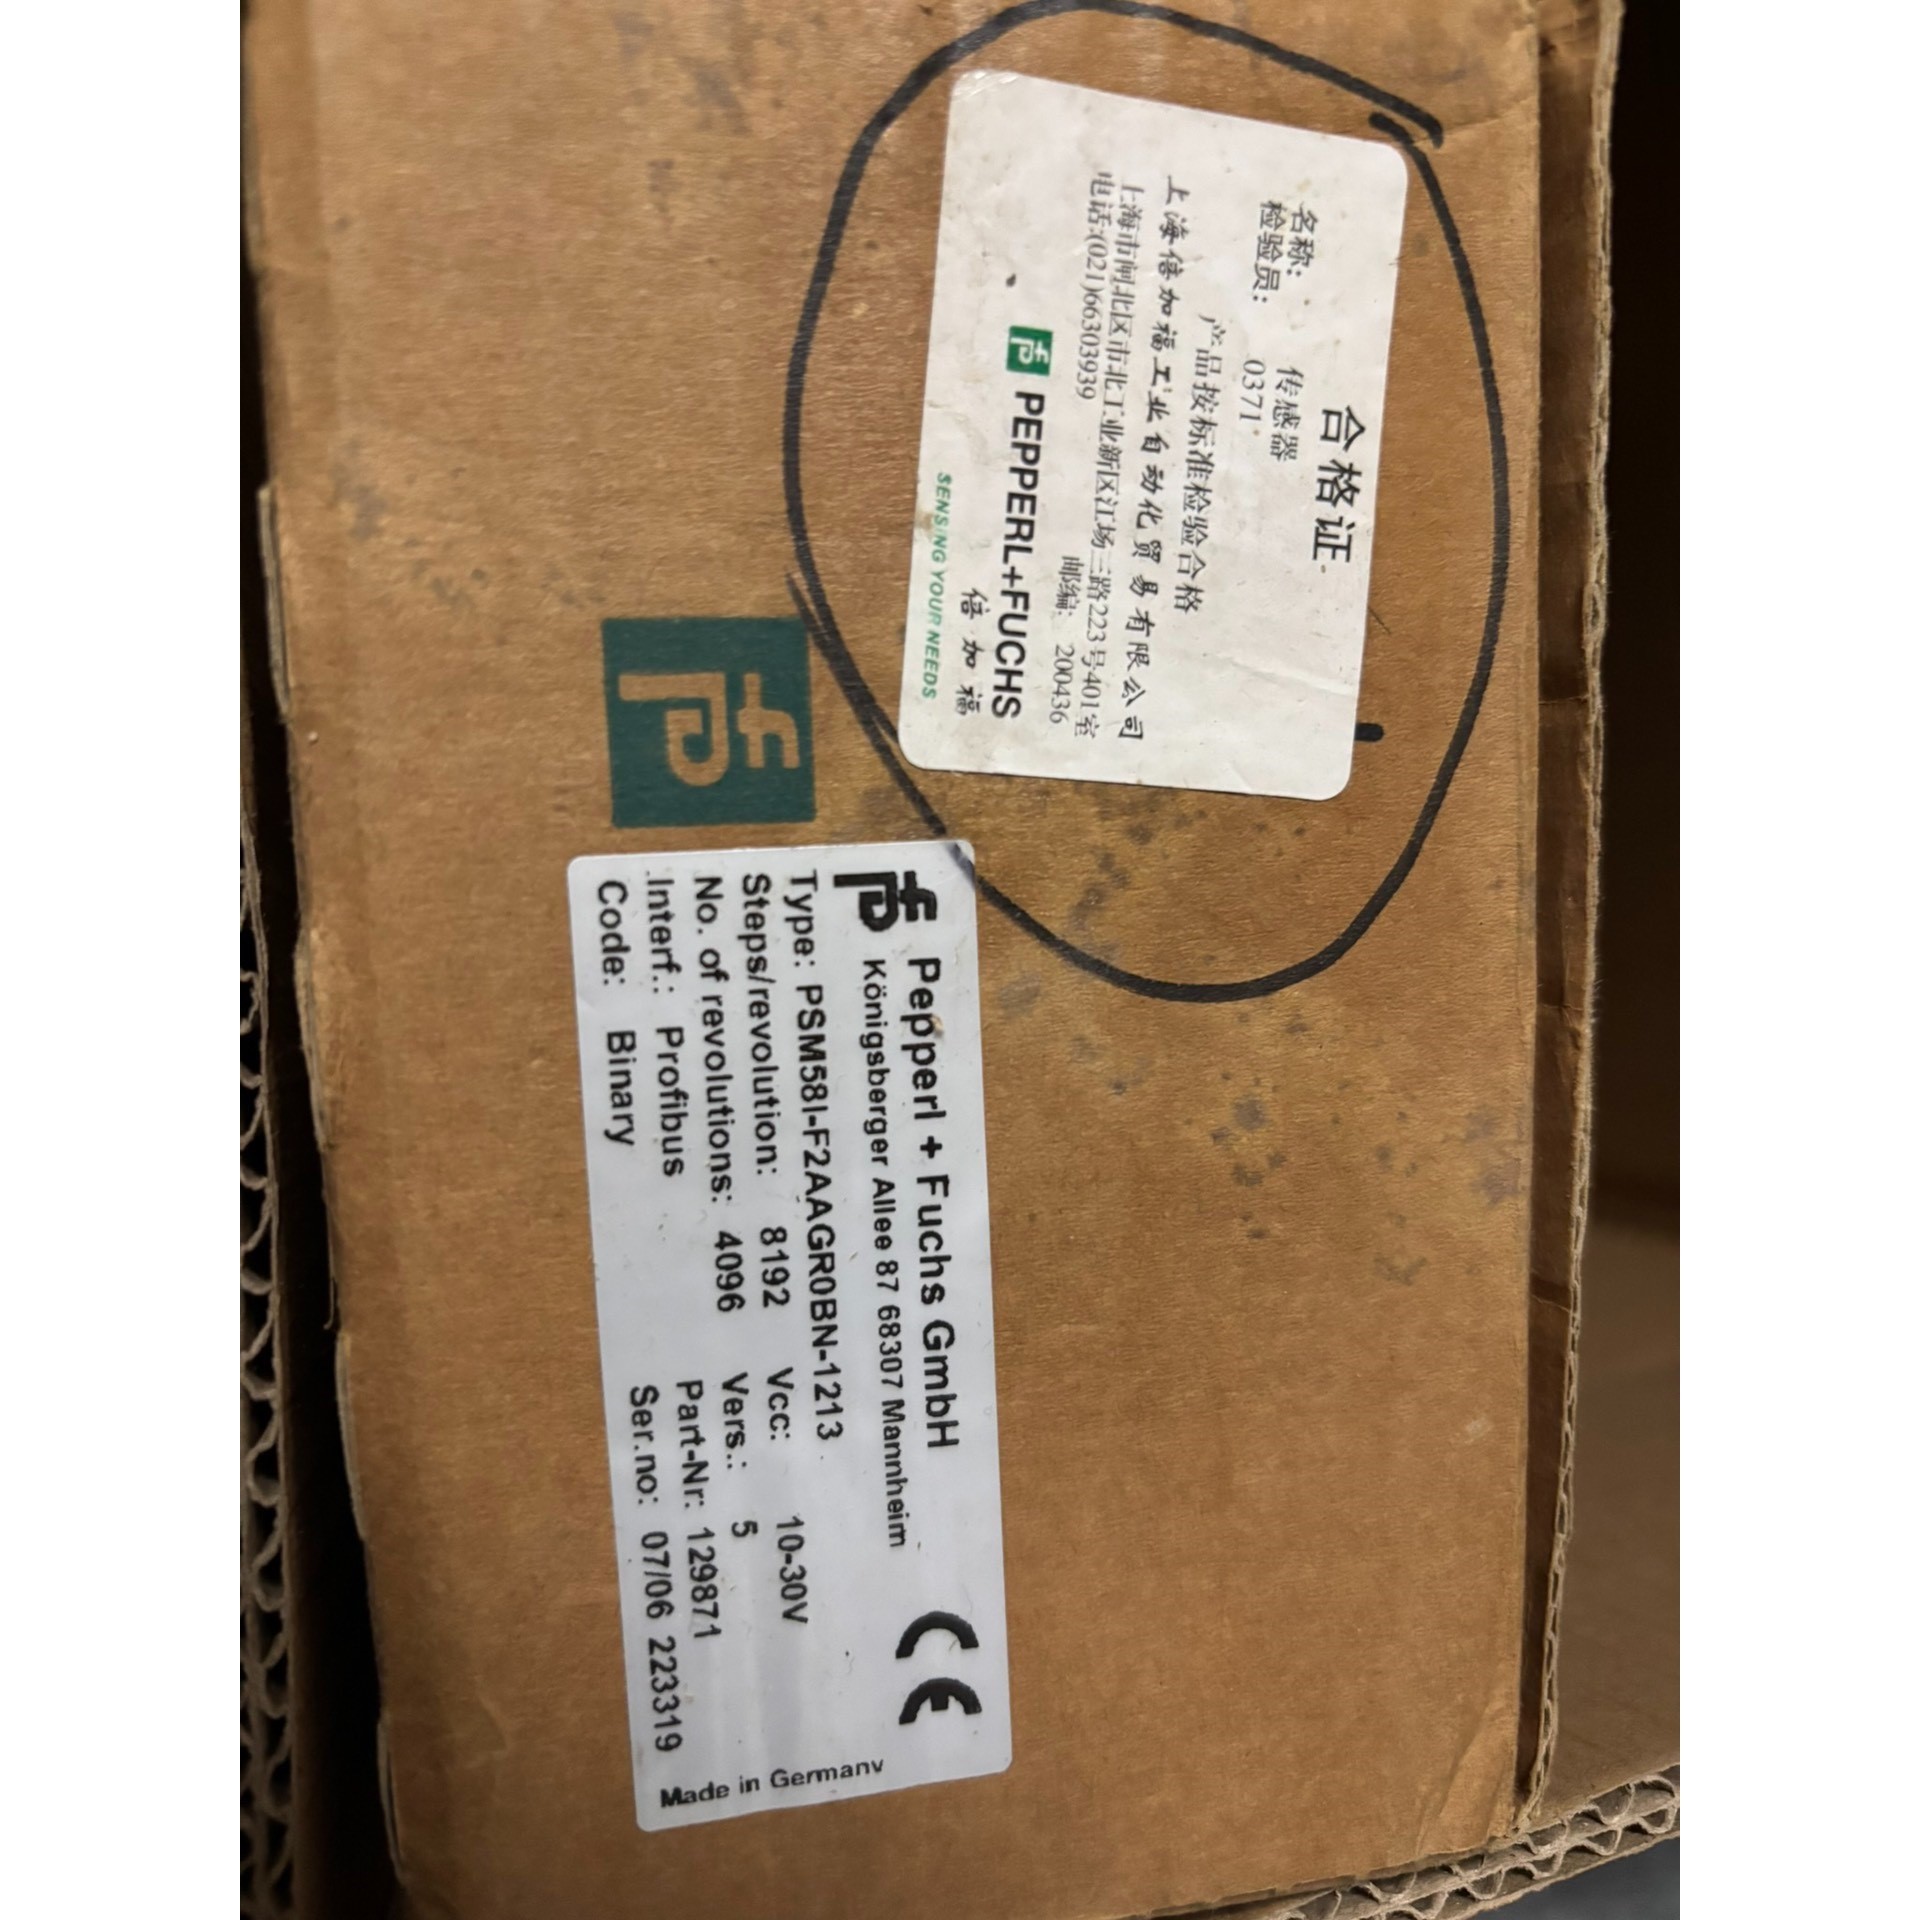 合格证
名称: 传感器
检验员: 0371
产品按标准检验合格
上海倍加福工业自动化贸易有限公司
上海市闸北区市北工业新区江场三路223号401室
电话:(021)66303939 邮编: 200436
PEPPERL+FUCHS
倍加福
SENSING YOUR NEEDS
Pepperl + Fuchs GmbH
Königsberger Allee 87 68307 Mannheim
Type: PSM58I-F2AAGR0BN-1213
Steps/revolution: 8192 Vcc: 10-30V
No. of revolutions: 4096 Vers.: 5
Interf.: Profibus Part-Nr: 129871
Code: Binary Ser.no: 07/06 223319
CE
Made in Germany